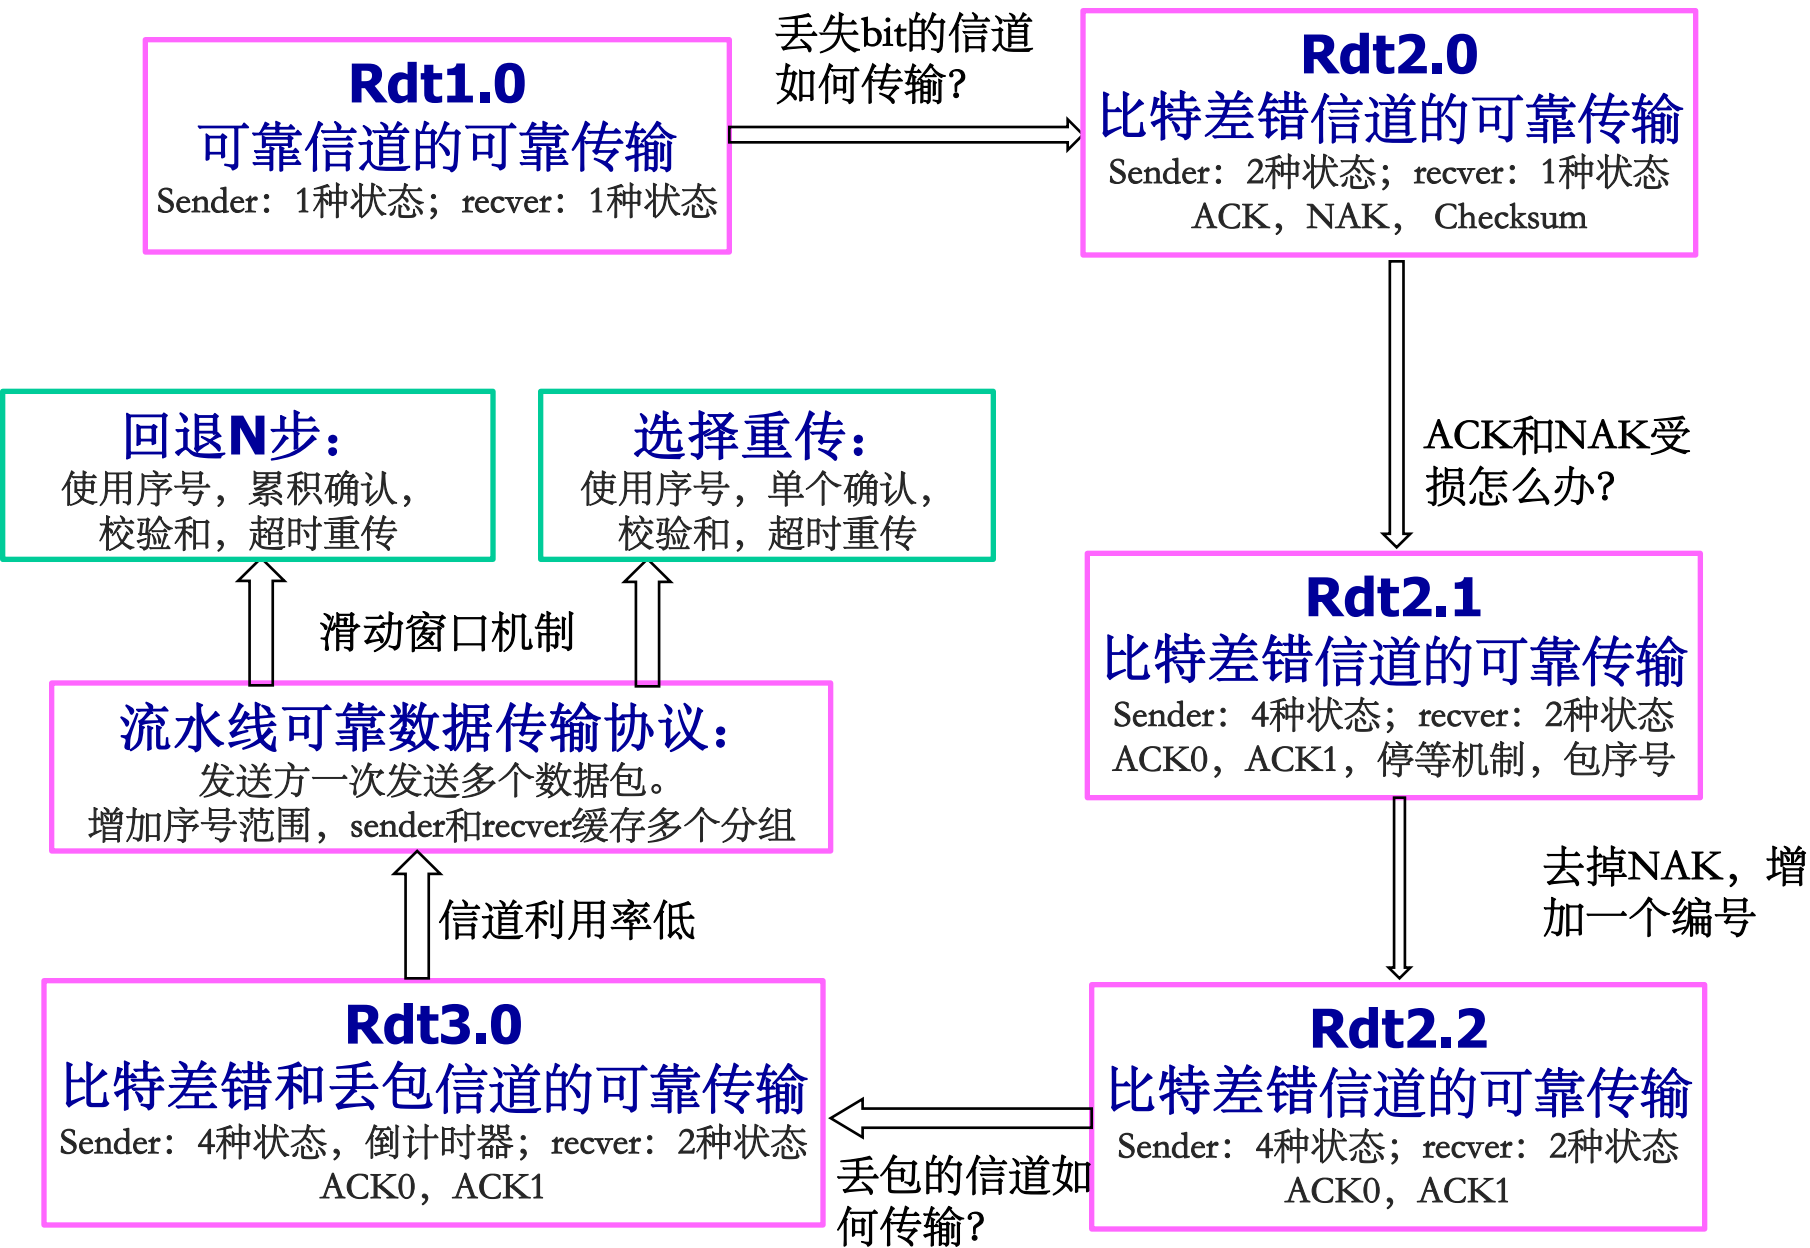 Rdt1.0
可靠信道的可靠传输
Sender：1种状态；recver：1种状态
丢失bit的信道
如何传输?
Rdt2.0
比特差错信道的可靠传输
Sender：2种状态；recver：1种状态
ACK，NAK， Checksum
ACK和NAK受
损怎么办?
Rdt2.1
比特差错信道的可靠传输
Sender：4种状态；recver：2种状态
ACK0，ACK1，停等机制，包序号
去掉NAK，增
加一个编号
Rdt2.2
比特差错信道的可靠传输
Sender：4种状态；recver：2种状态
ACK0，ACK1
丢包的信道如
何传输?
Rdt3.0
比特差错和丢包信道的可靠传输
Sender：4种状态，倒计时器；recver：2种状态
ACK0，ACK1
信道利用率低
流水线可靠数据传输协议：
发送方一次发送多个数据包。
增加序号范围，sender和recver缓存多个分组
滑动窗口机制
回退N步：
使用序号，累积确认，
校验和，超时重传
选择重传：
使用序号，单个确认，
校验和，超时重传